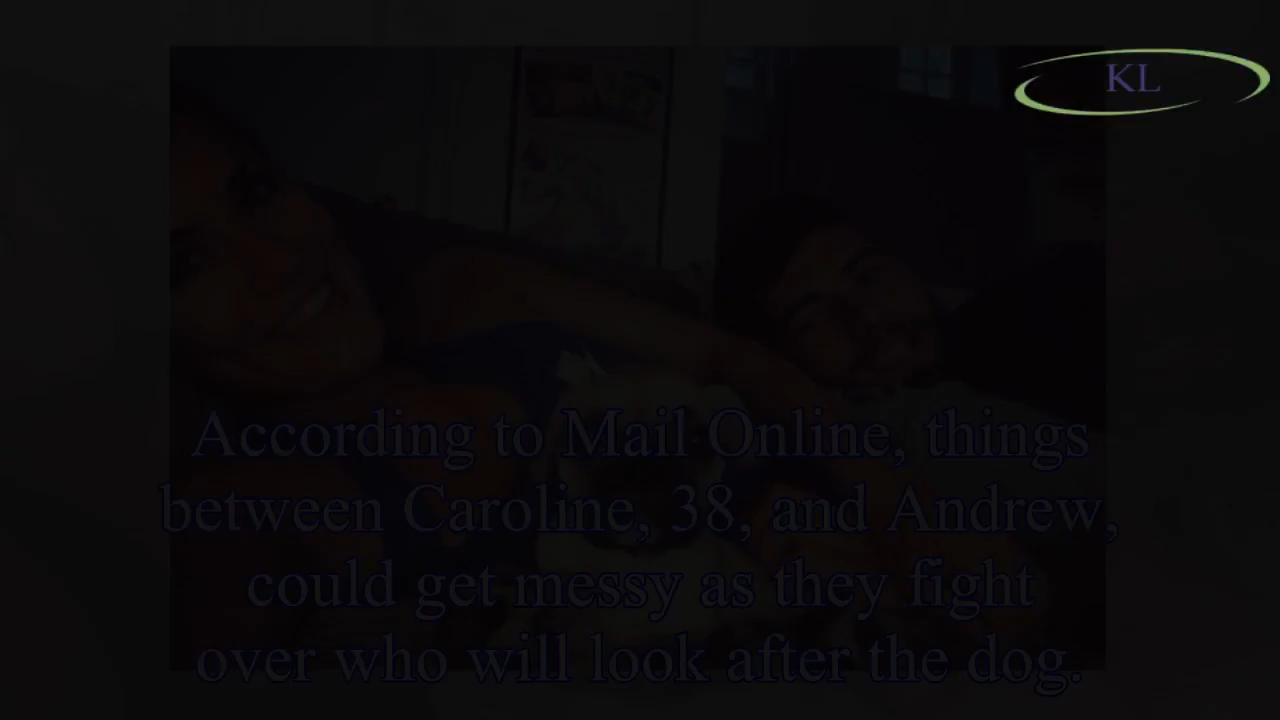 KL
According to Mail Online, things
between Caroline, 38, and Andrew,
could get messy as they fight
over who will look after the dog.